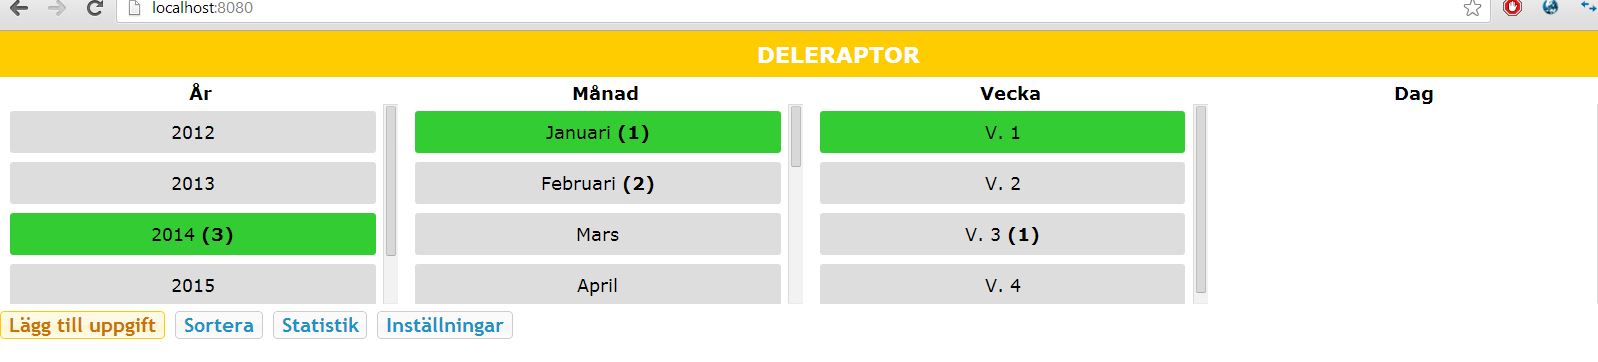 localhost:8080
DELERAPTOR
År Månad Vecka Dag
2012 Januari (1) V. 1
2013 Februari (2) V. 2
2014 (3) Mars V. 3 (1)
2015 April V. 4
Lägg till uppgift Sortera Statistik Inställningar